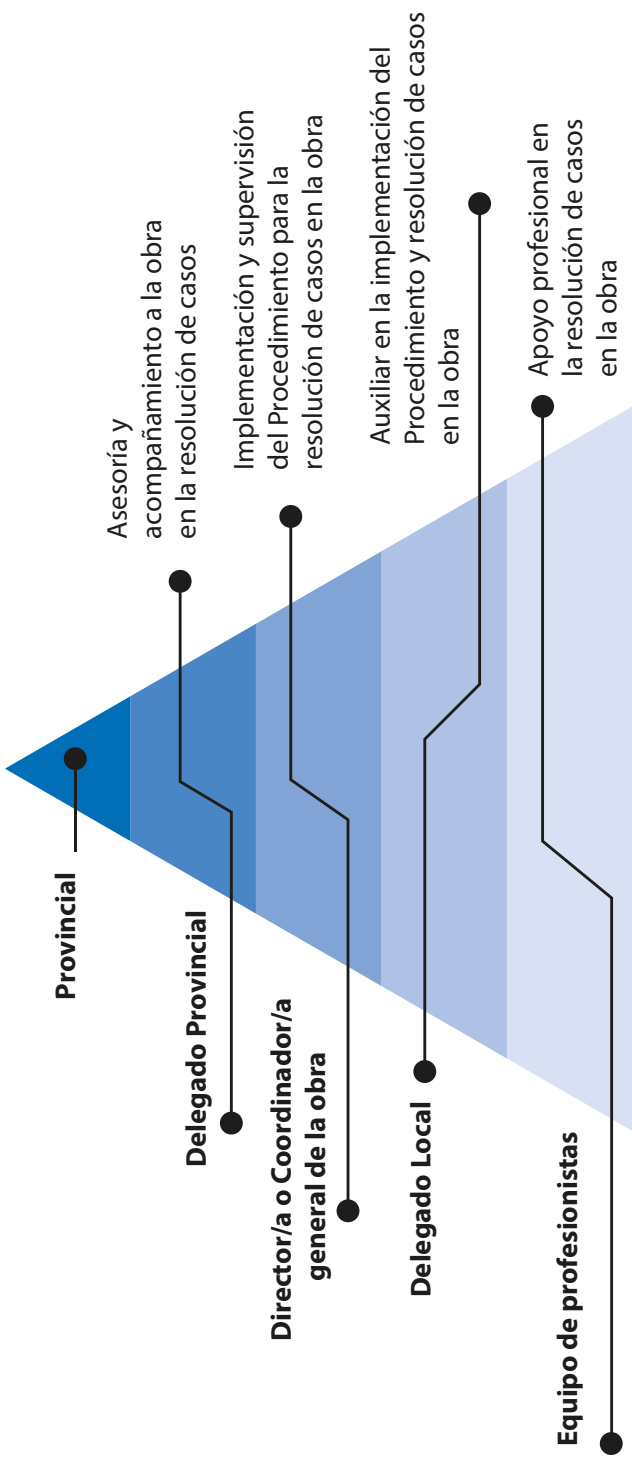 Provincial
Delegado Provincial
Asesoría y
acompañamiento a la obra
en la resolución de casos
Director/a o Coordinador/a
general de la obra
Implementación y supervisión
del Procedimiento para la
resolución de casos en la obra
Delegado Local
Auxiliar en la implementación del
Procedimiento y resolución de casos
en la obra
Equipo de profesionistas
Apoyo profesional en
la resolución de casos
en la obra